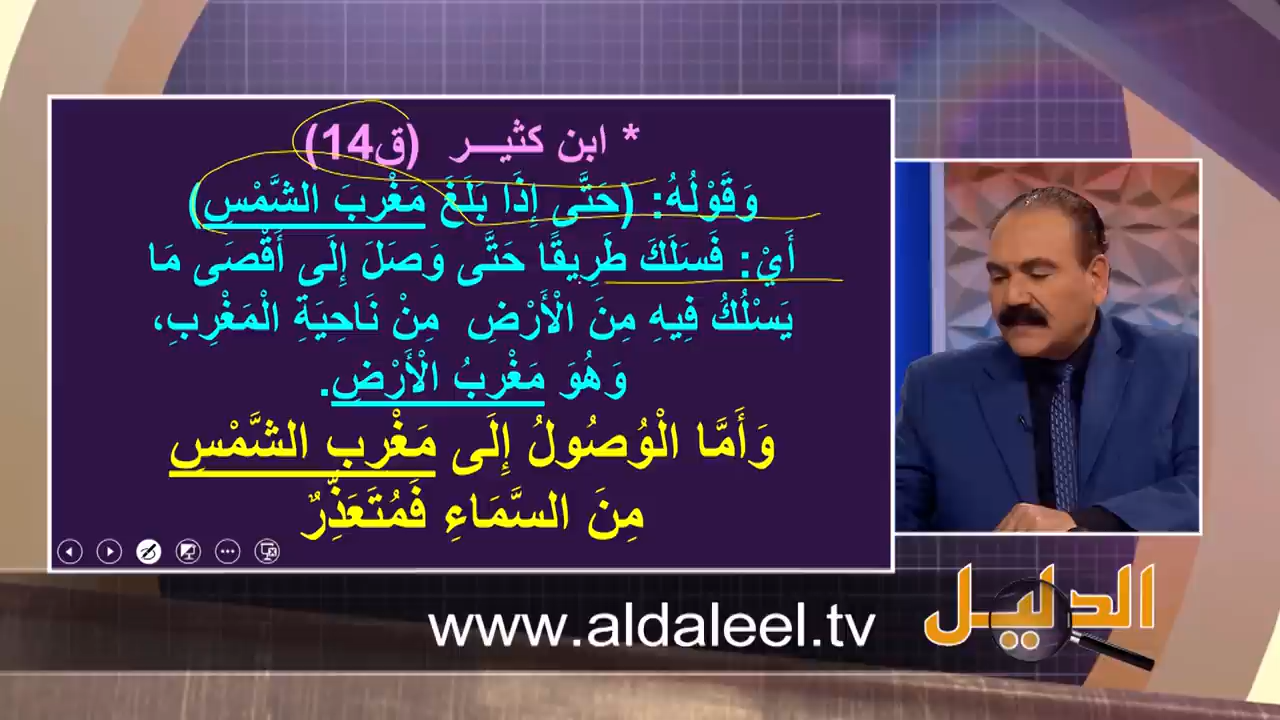 * ابن كثيـــر (ق14)
وَقَوْلُهُ: (حَتَّى إِذَا بَلَغَ مَغْرِبَ الشَّمْسِ)
أَيْ: فَسَلَكَ طَرِيقًا حَتَّى وَصَلَ إِلَى أَقْصَى مَا
يَسْلُكُ فِيهِ مِنَ الْأَرْضِ مِنْ نَاحِيَةِ الْمَغْرِبِ،
وَهُوَ مَغْرِبُ الْأَرْضِ.
وَأَمَّا الْوُصُولُ إِلَى مَغْرِبِ الشَّمْسِ
مِنَ السَّمَاءِ فَمُتَعَذِّرٌ
www.aldaleel.tv
الدليل